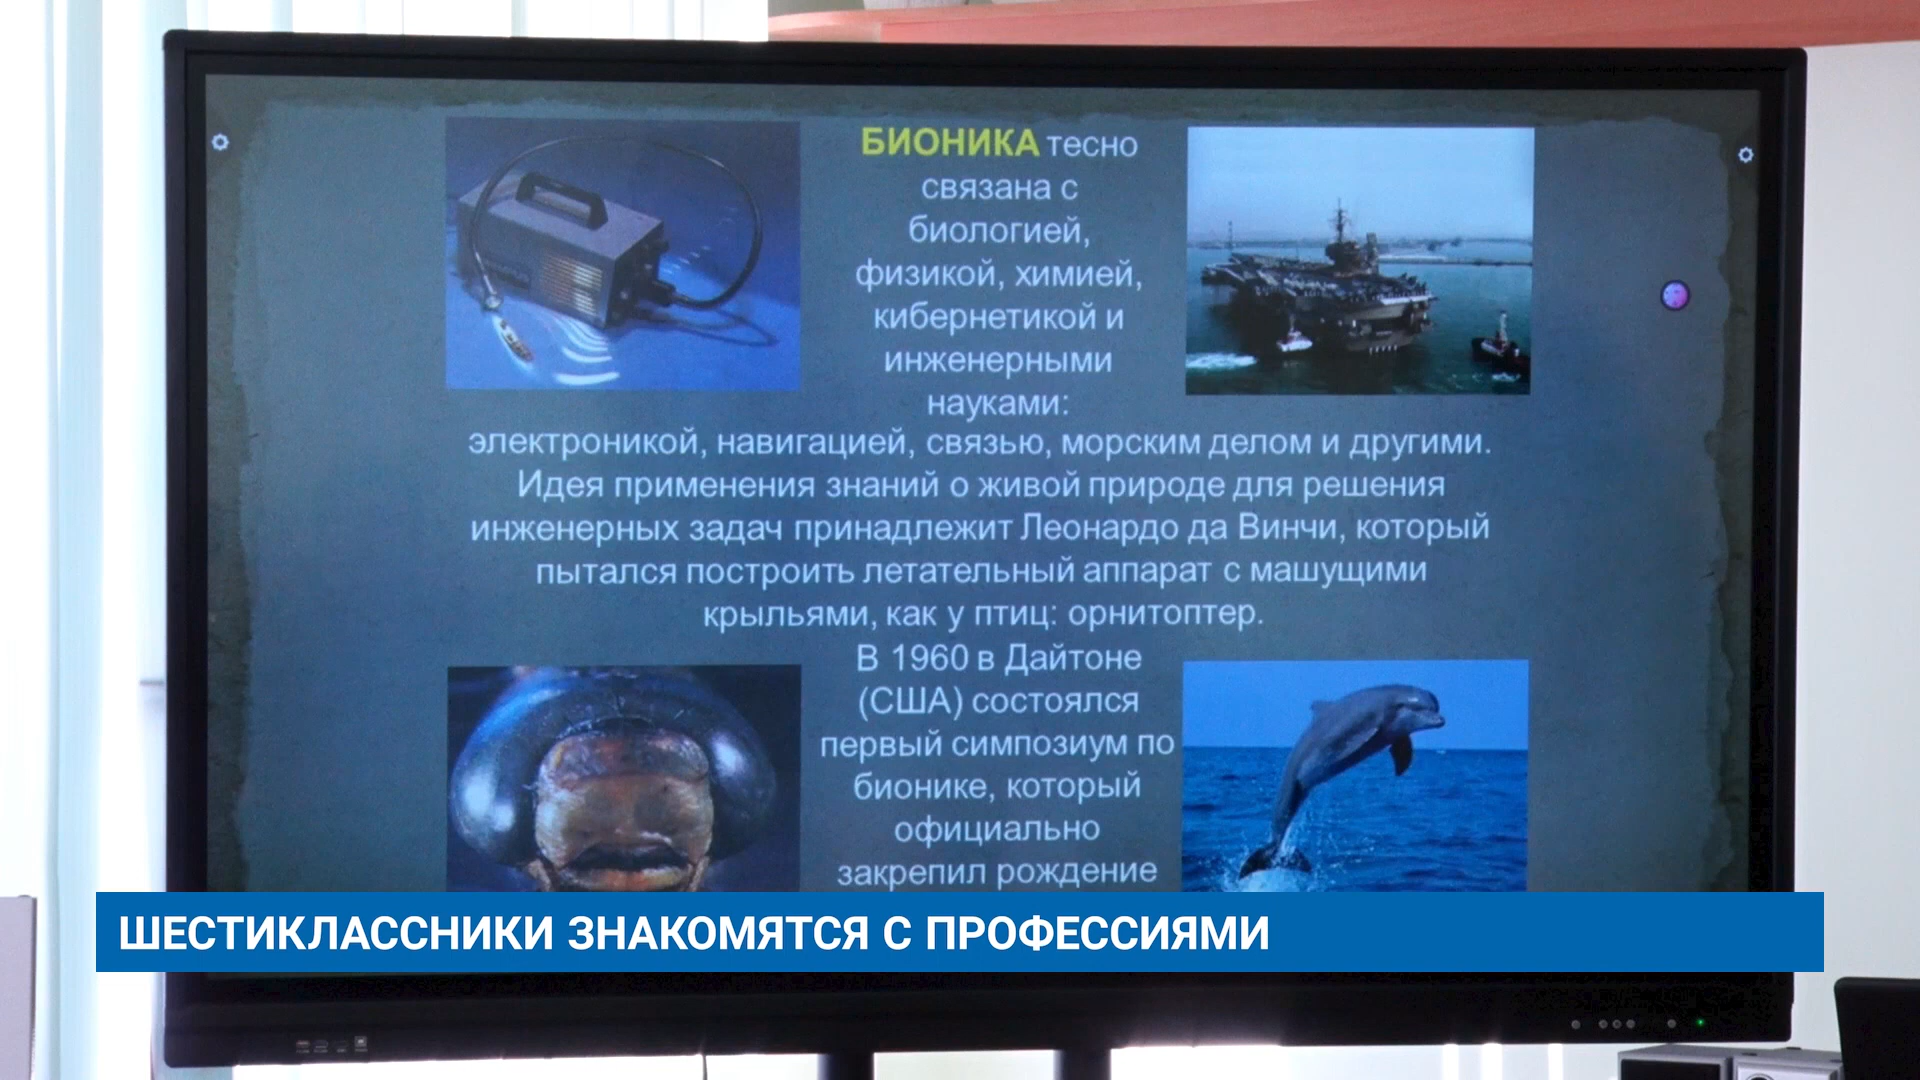 БИОНИКА тесно
связана с
биологией,
физикой, химией,
кибернетикой и
инженерными
науками:
электроникой, навигацией, связью, морским делом и другими.
Идея применения знаний о живой природе для решения
инженерных задач принадлежит Леонардо да Винчи, который
пытался построить летательный аппарат с машущими
крыльями, как у птиц: орнитоптер.
В 1960 в Дайтоне
(США) состоялся
первый симпозиум по
бионике, который
официально
закрепил рождение
ШЕСТИКЛАССНИКИ ЗНАКОМЯТСЯ С ПРОФЕССИЯМИ